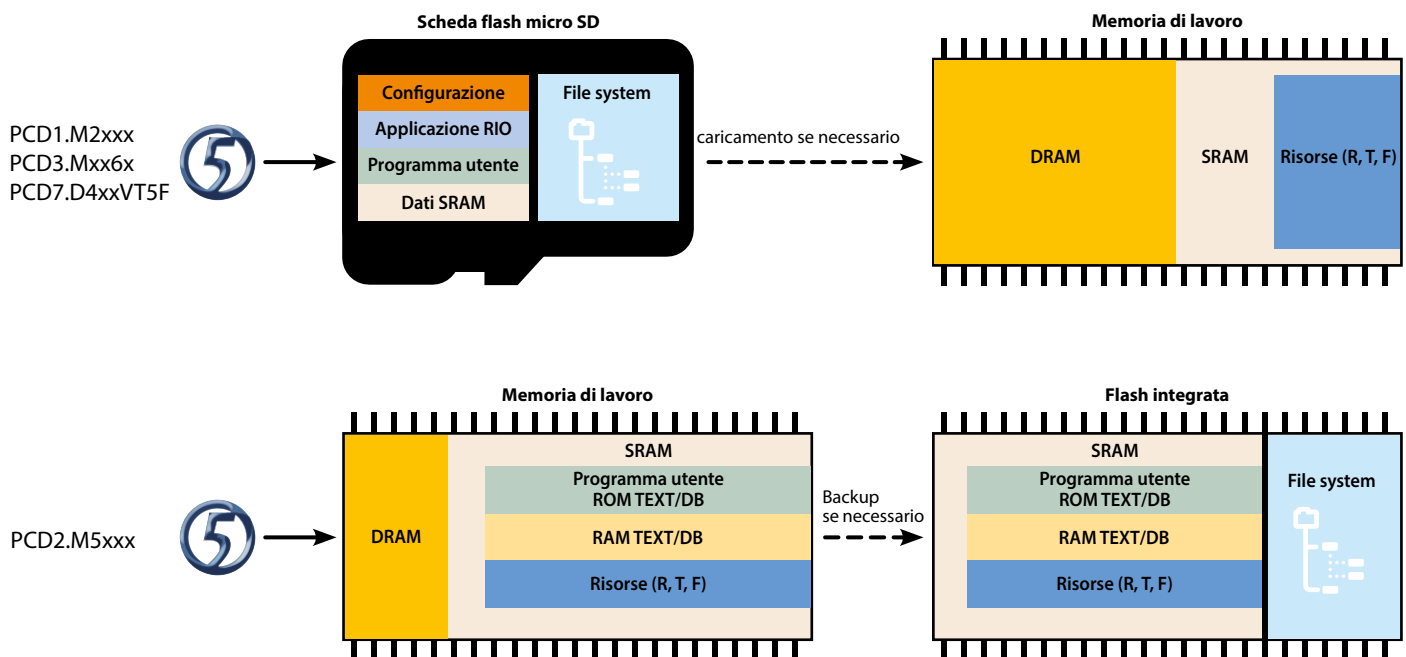 Scheda flash micro SD
Memoria di lavoro
PCD1.M2xxx
PCD3.Mxx6x
PCD7.D4xxVT5F
5
Configurazione
Applicazione RIO
Programma utente
Dati SRAM
File system
caricamento se necessario
DRAM
SRAM
Risorse (R, T, F)
Memoria di lavoro
Flash integrata
PCD2.M5xxx
5
DRAM
SRAM
Programma utente
ROM TEXT/DB
RAM TEXT/DB
Risorse (R, T, F)
Backup
se necessario
SRAM
Programma utente
ROM TEXT/DB
RAM TEXT/DB
Risorse (R, T, F)
File system